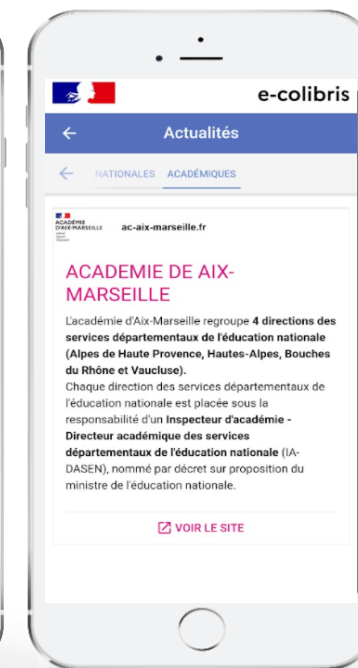 e-colibris
Actualités
NATIONALES ACADÉMIQUES
ACADÉMIE
D'AIX-MARSEILLE
ac-aix-marseille.fr
ACADEMIE DE AIX-
MARSEILLE
L'académie d'Aix-Marseille regroupe 4 directions des
services départementaux de l'éducation nationale
(Alpes de Haute Provence, Hautes-Alpes, Bouches
du Rhône et Vaucluse).
Chaque direction des services départementaux de
l'éducation nationale est placée sous la
responsabilité d'un Inspecteur d'académie -
Directeur académique des services
départementaux de l'éducation nationale (IA-
DASEN), nommé par décret sur proposition du
ministre de l'éducation nationale.
VOIR LE SITE